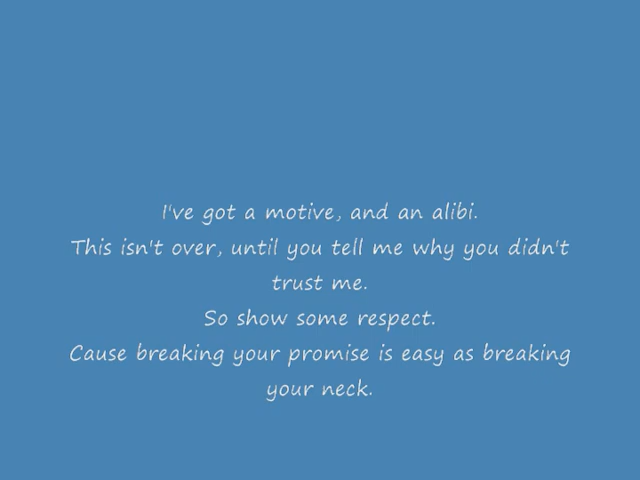 I've got a motive, and an alibi.
This isn't over, until you tell me why you didn't
trust me.
So show some respect.
Cause breaking your promise is easy as breaking
your neck.